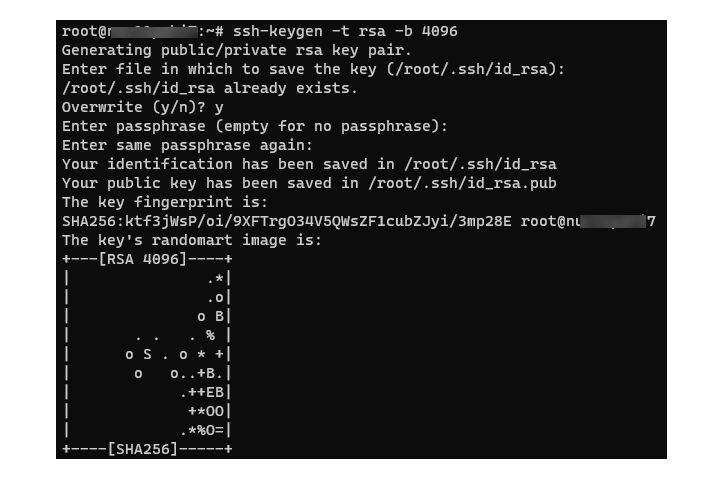 root@      :~# ssh-keygen -t rsa -b 4096
Generating public/private rsa key pair.
Enter file in which to save the key (/root/.ssh/id_rsa):
/root/.ssh/id_rsa already exists.
Overwrite (y/n)? y
Enter passphrase (empty for no passphrase):
Enter same passphrase again:
Your identification has been saved in /root/.ssh/id_rsa
Your public key has been saved in /root/.ssh/id_rsa.pub
The key fingerprint is:
SHA256:ktf3jWsP/oi/9XFTrgO34V5QWsZF1cubZJyi/3mp28E root@nu      7
The key's randomart image is:
+---[RSA 4096]----+
|               .*|
|               .o|
|              o B|
|       . .   . % |
|      o S . o * +|
|       o   o..+B.|
|            .++EB|
|             +*OO|
|            .*%O=|
+----[SHA256]-----+